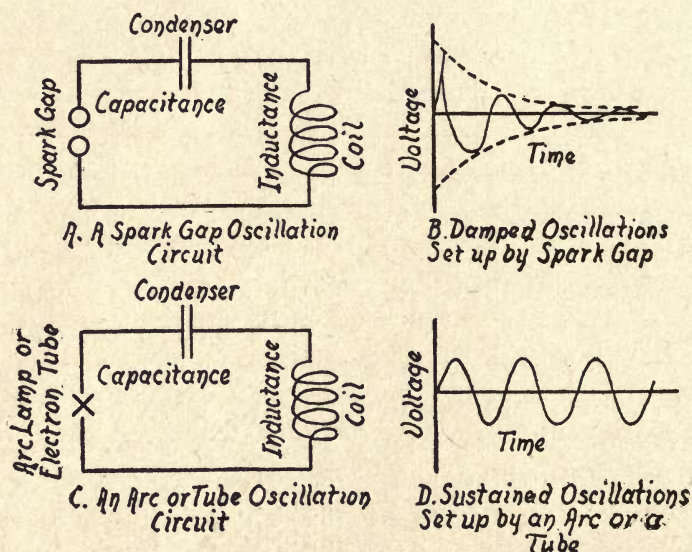 Condenser
Capacitance
Spark Gap
Inductance
Coil
A. A Spark Gap Oscillation
Circuit
Voltage
Time
B. Damped Oscillations
Set up by Spark Gap
Condenser
Capacitance
Arc Lamp or
Electron Tube
Inductance
Coil
C. An Arc or Tube Oscillation
Circuit
Voltage
Time
D. Sustained Oscillations
Set up by an Arc or a
Tube